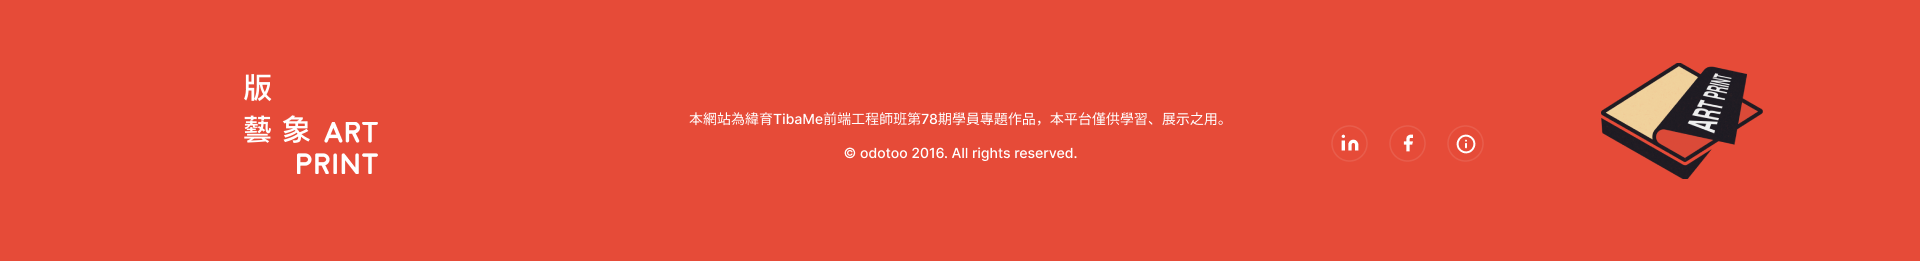 版
藝象 ART
PRINT
本網站為緯育TibaMe前端工程師班第78期學員專題作品，本平台僅供學習、展示之用。
© odotoo 2016. All rights reserved.
in f i
ART PRINT